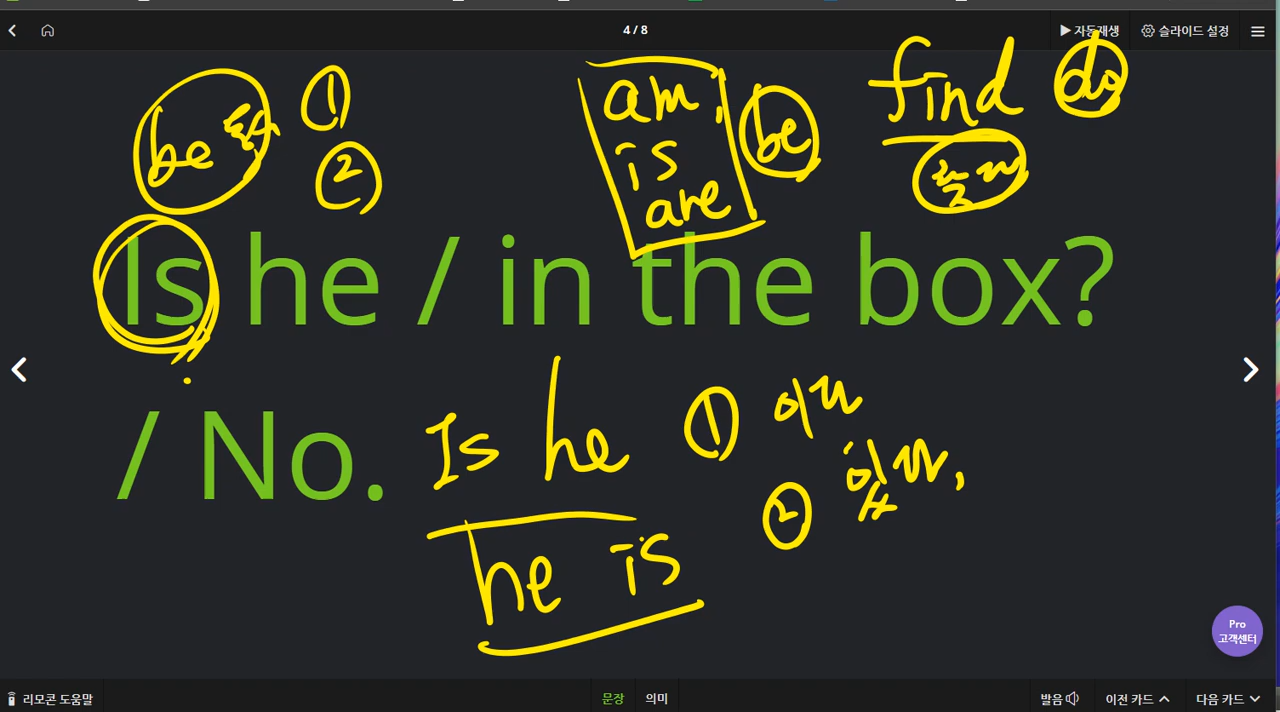 4 / 8
자동재생
슬라이드 설정
be 동사 ① ②
am,
is
are
be
find do
Is he / in the box?
/ No.
Is he
he is
① 이다
② 있다,
Pro
고객센터
리모콘 도움말
문장
의미
발음
이전 카드
다음 카드